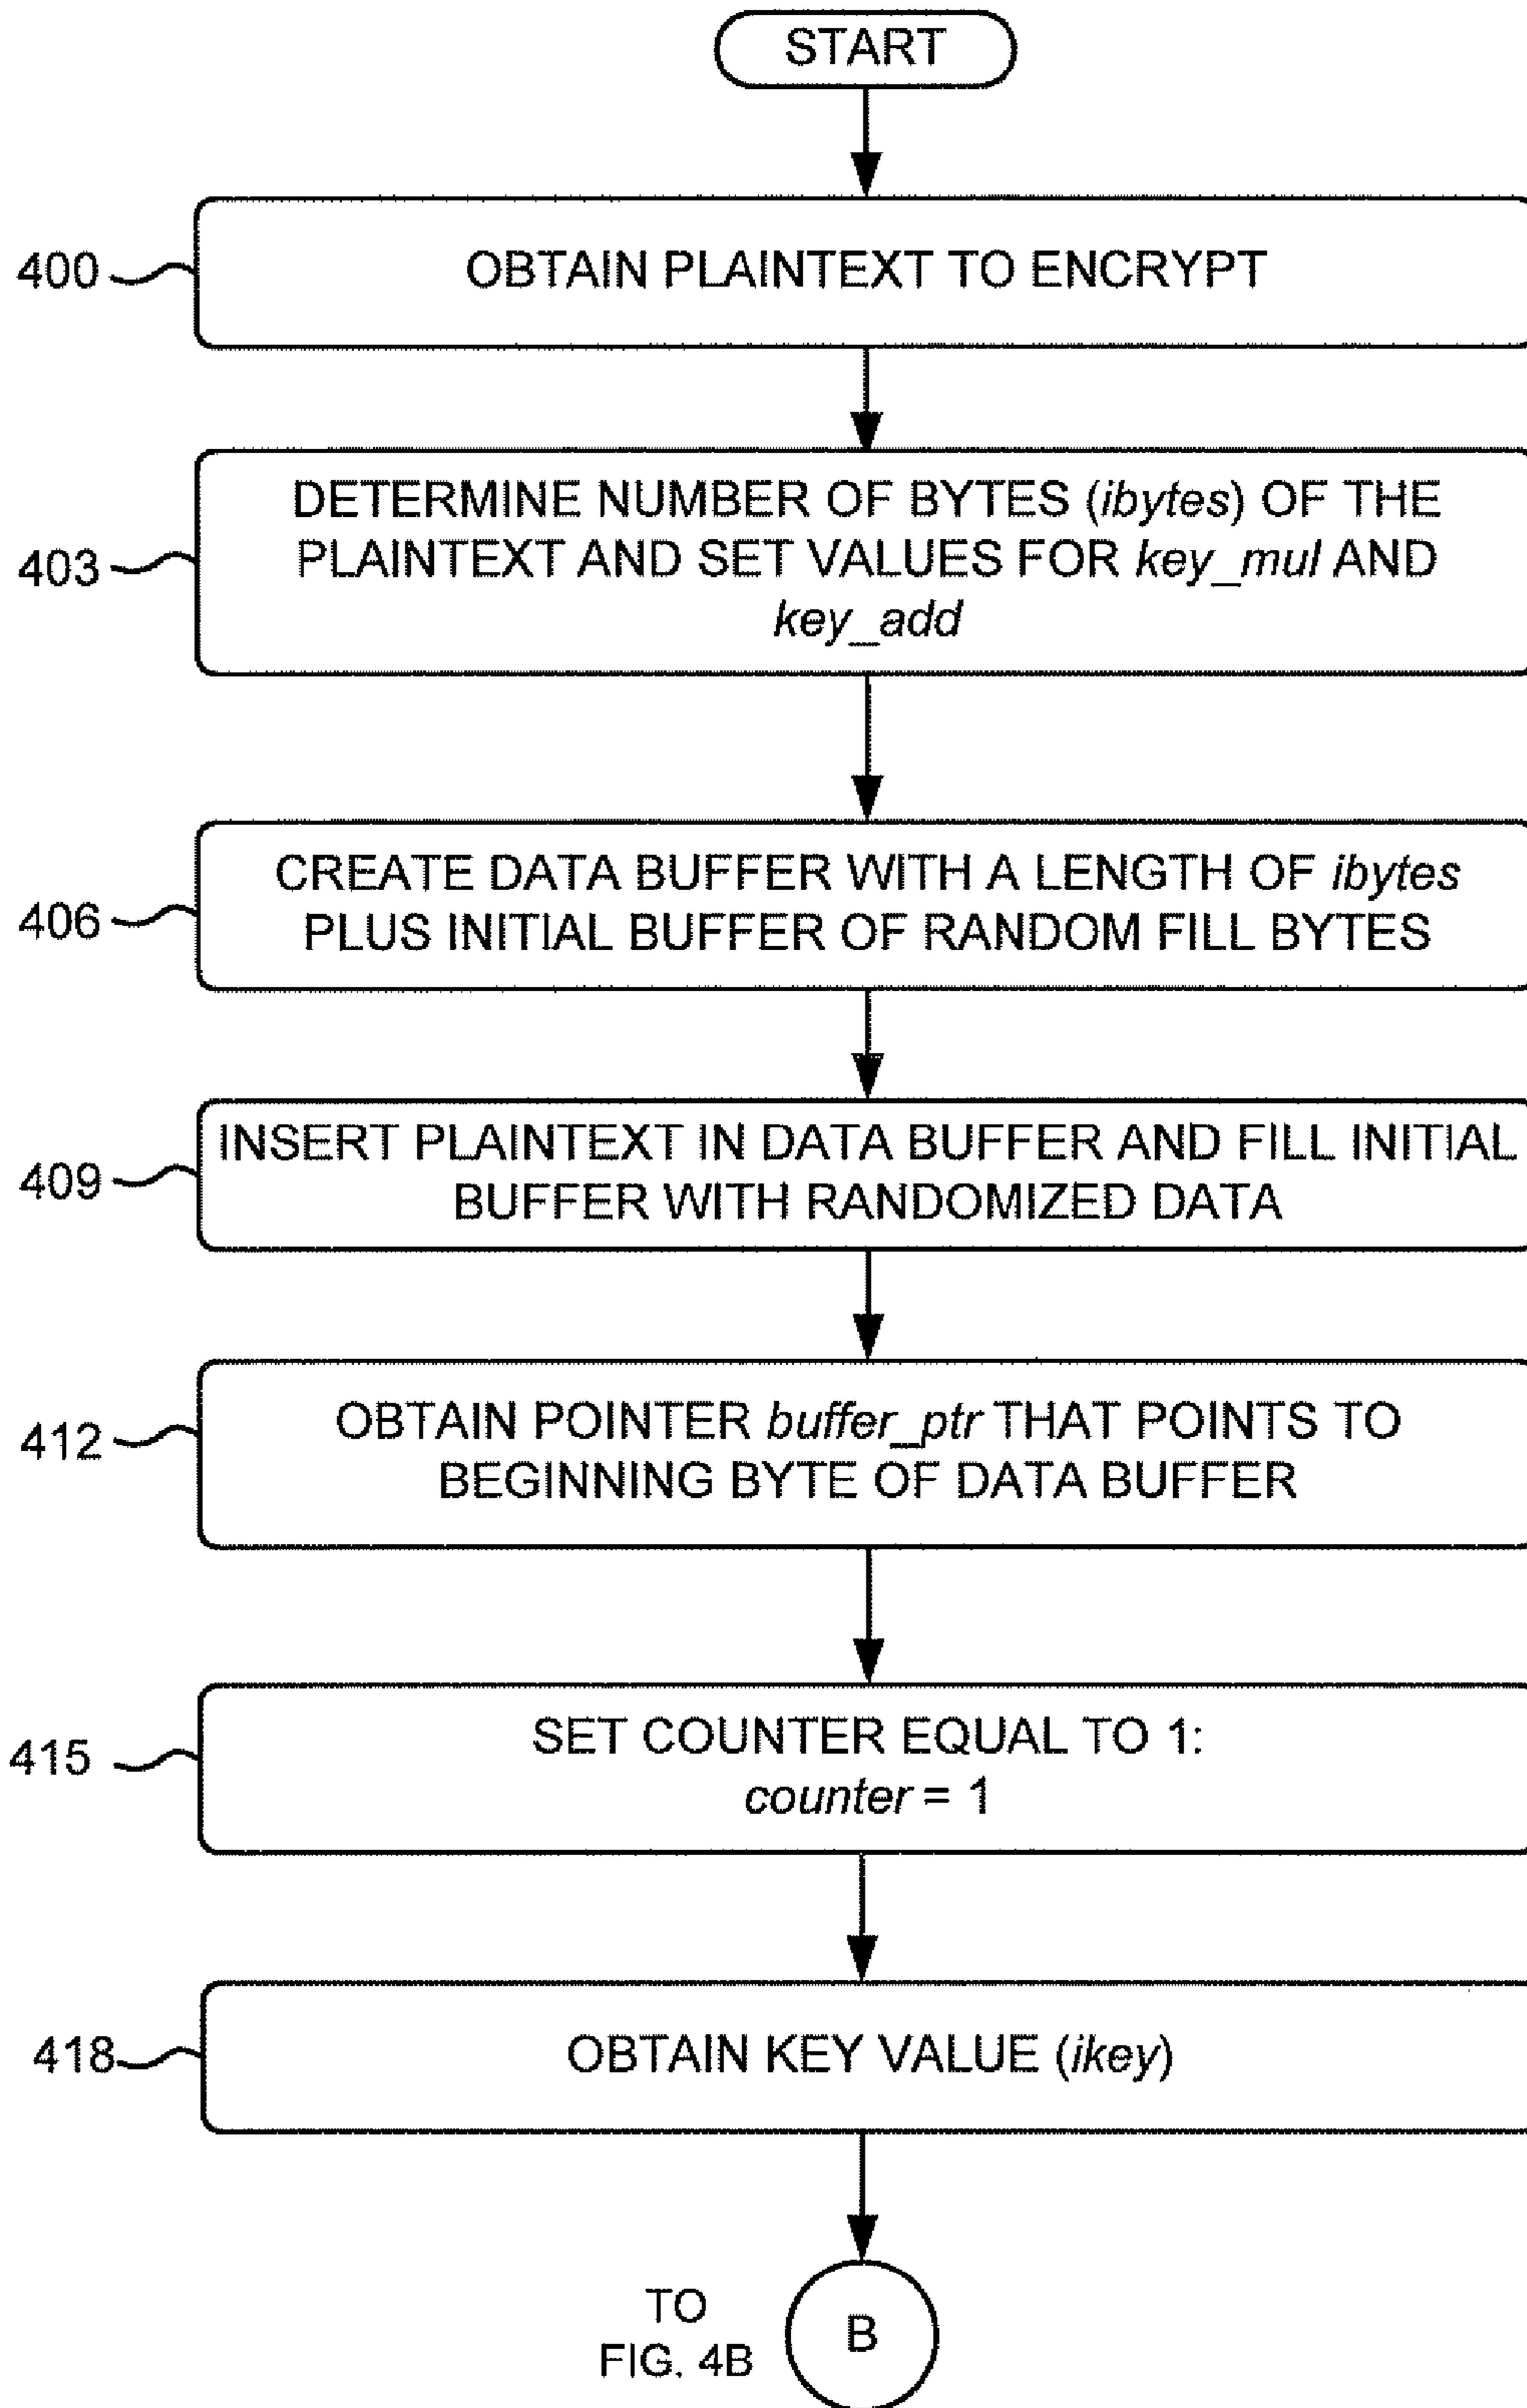 START
400
OBTAIN PLAINTEXT TO ENCRYPT
403
DETERMINE NUMBER OF BYTES (ibytes) OF THE
PLAINTEXT AND SET VALUES FOR key_mul AND
key_add
406
CREATE DATA BUFFER WITH A LENGTH OF ibytes
PLUS INITIAL BUFFER OF RANDOM FILL BYTES
409
INSERT PLAINTEXT IN DATA BUFFER AND FILL INITIAL
BUFFER WITH RANDOMIZED DATA
412
OBTAIN POINTER buffer_ptr THAT POINTS TO
BEGINNING BYTE OF DATA BUFFER
415
SET COUNTER EQUAL TO 1:
counter = 1
418
OBTAIN KEY VALUE (ikey)
TO
FIG. 4B
B